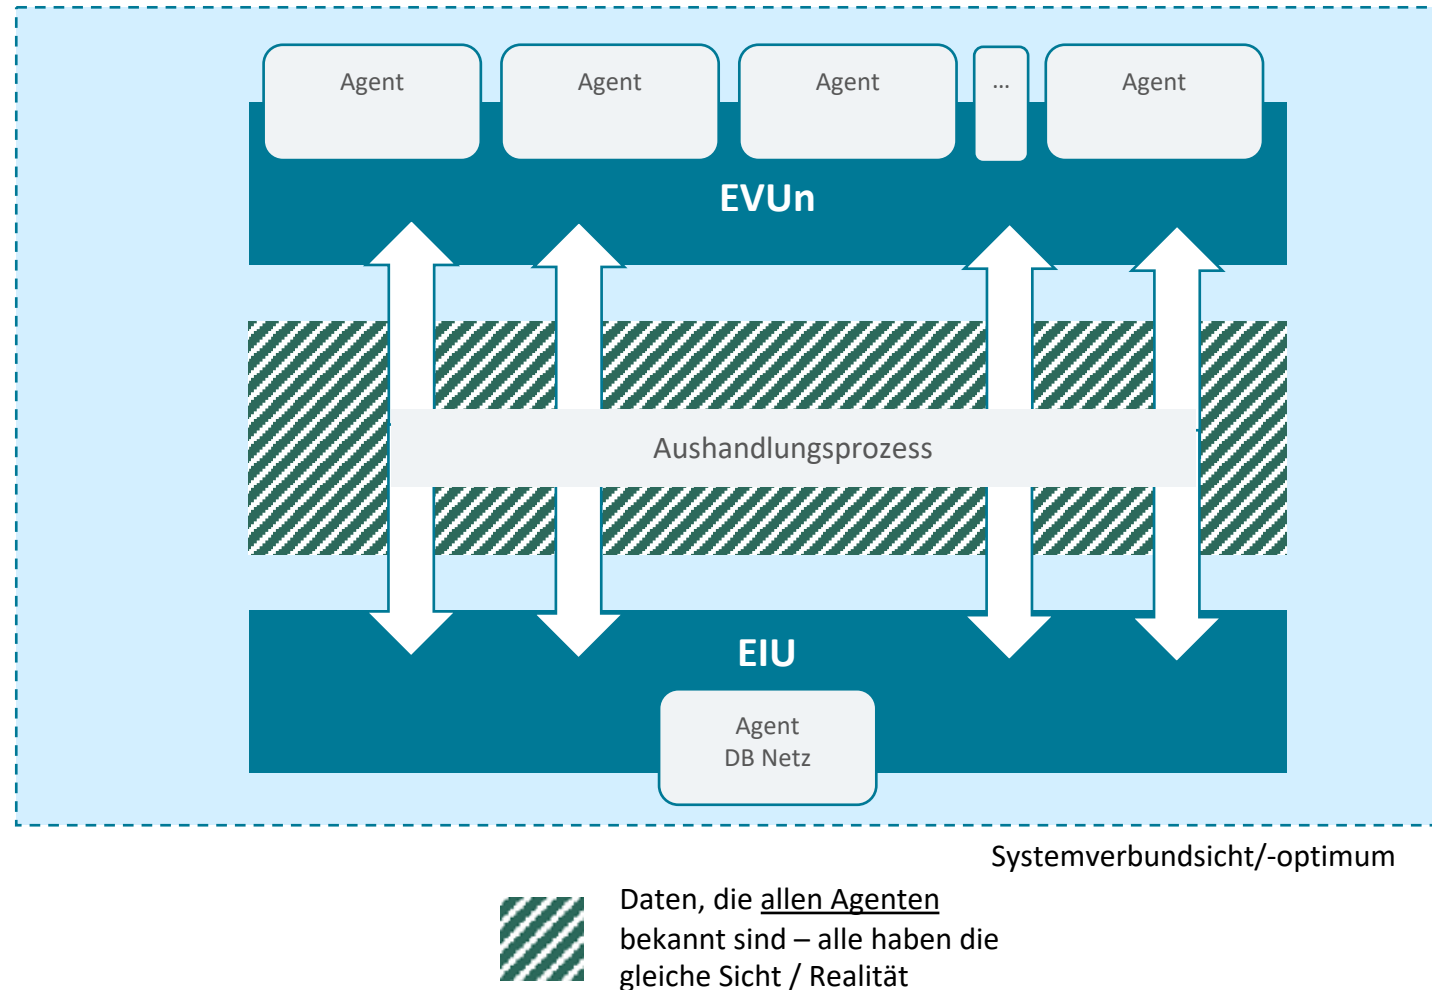 Agent
Agent
Agent
...
Agent
EVUn
Aushandlungsprozess
EIU
Agent
DB Netz
Systemverbundsicht/-optimum
Daten, die allen Agenten
bekannt sind – alle haben die
gleiche Sicht / Realität